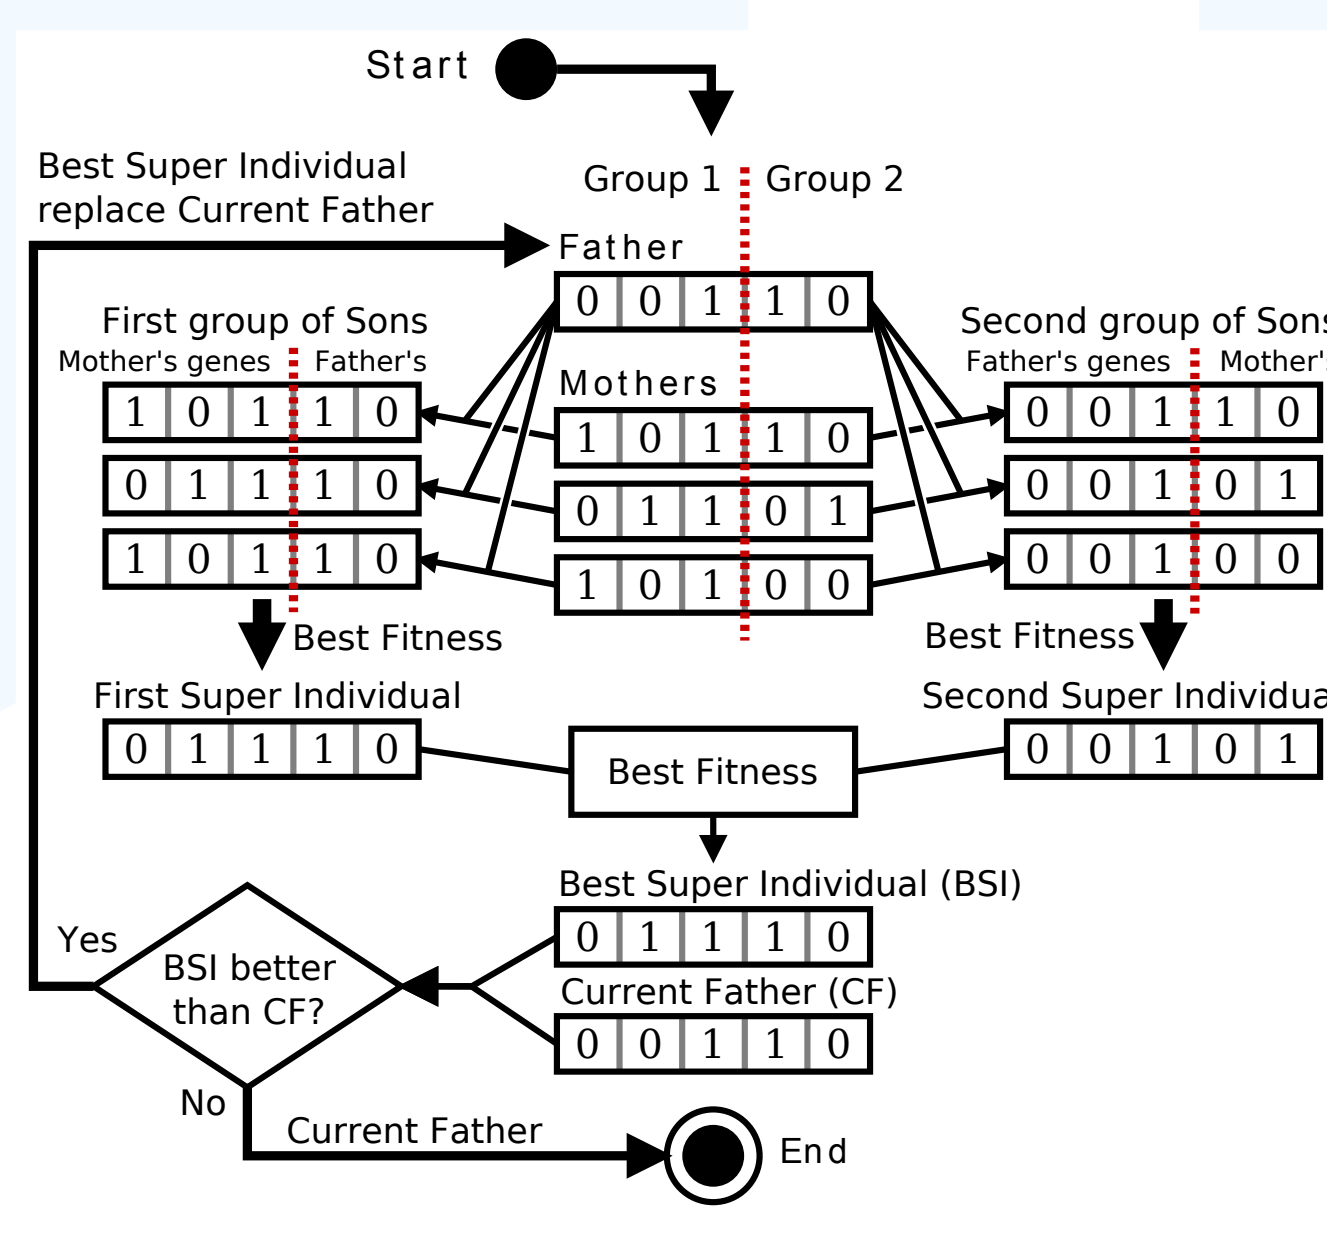 Start
Best Super Individual
replace Current Father
Group 1 Group 2
Father
0 0 1 1 0
First group of Sons
Mother's genes Father's
1 0 1 1 0
0 1 1 1 0
1 0 1 1 0
Mothers
1 0 1 1 0
0 1 1 0 1
1 0 1 0 0
Second group of Sons
Father's genes Mother's
0 0 1 1 0
0 0 1 0 1
0 0 1 0 0
Best Fitness
First Super Individual
0 1 1 1 0
Best Fitness
Second Super Individual
0 0 1 0 1
Best Fitness
Best Super Individual (BSI)
0 1 1 1 0
Current Father (CF)
0 0 1 1 0
Yes
BSI better
than CF?
No
Current Father
End